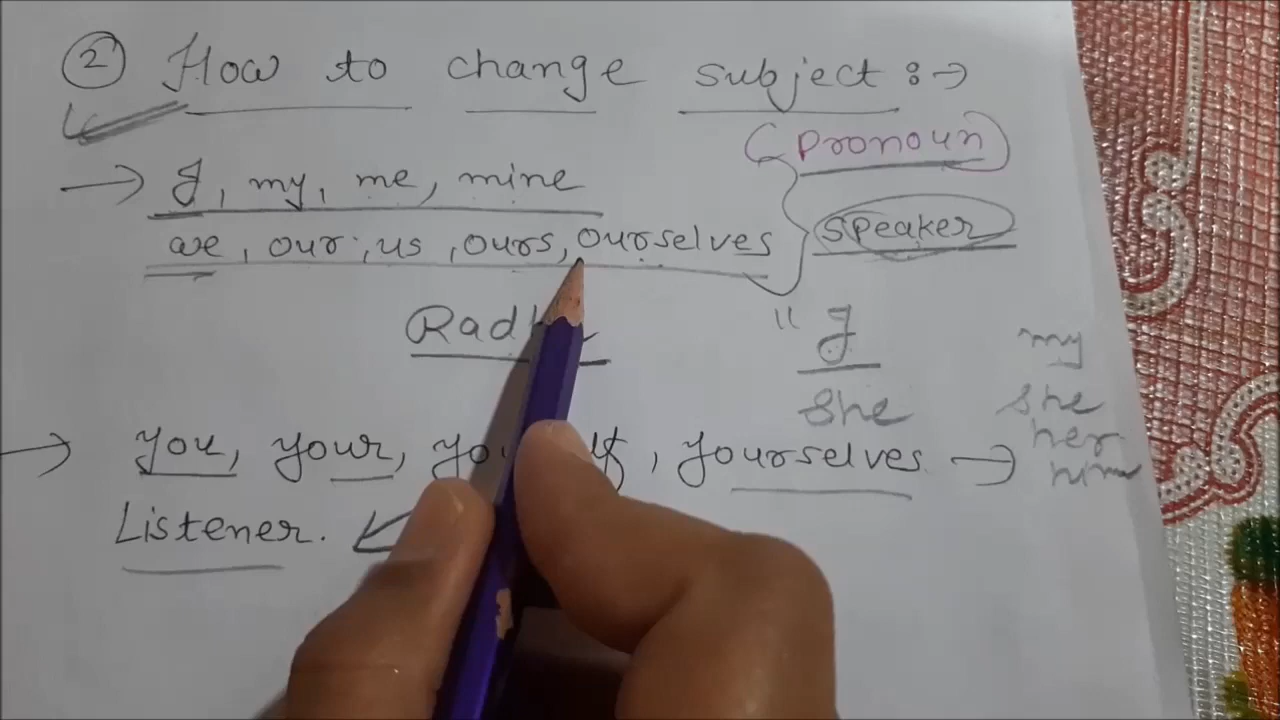 ② How to change subject :→
(Pronoun)
→ I, my, me, mine
we, our, us, ours, ourselves
speaker
" I
my
she
she
her
→ you, your, , yourselves →
him
Listener.